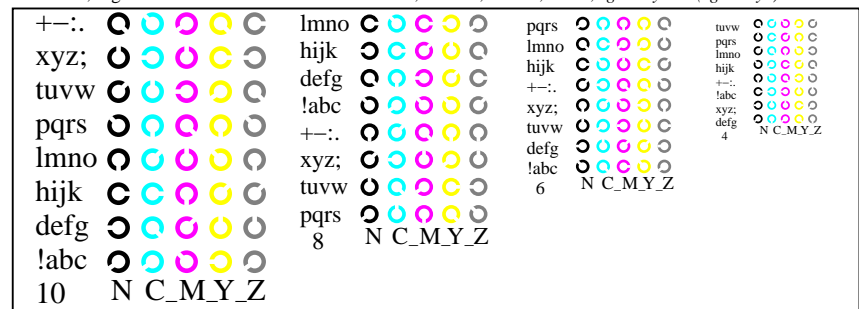 +−:.
xyz;
tuvw
pqrs
lmno
hijk
defg
!abc
10 N C_M_Y_Z
lmno
hijk
defg
!abc
+−:.
xyz;
tuvw
pqrs
8 N C_M_Y_Z
pqrs
lmno
hijk
+−:.
xyz;
tuvw
defg
!abc
6 N C_M_Y_Z
tuvw
pqrs
lmno
hijk
+−:.
!abc
xyz;
defg
4 N C_M_Y_Z